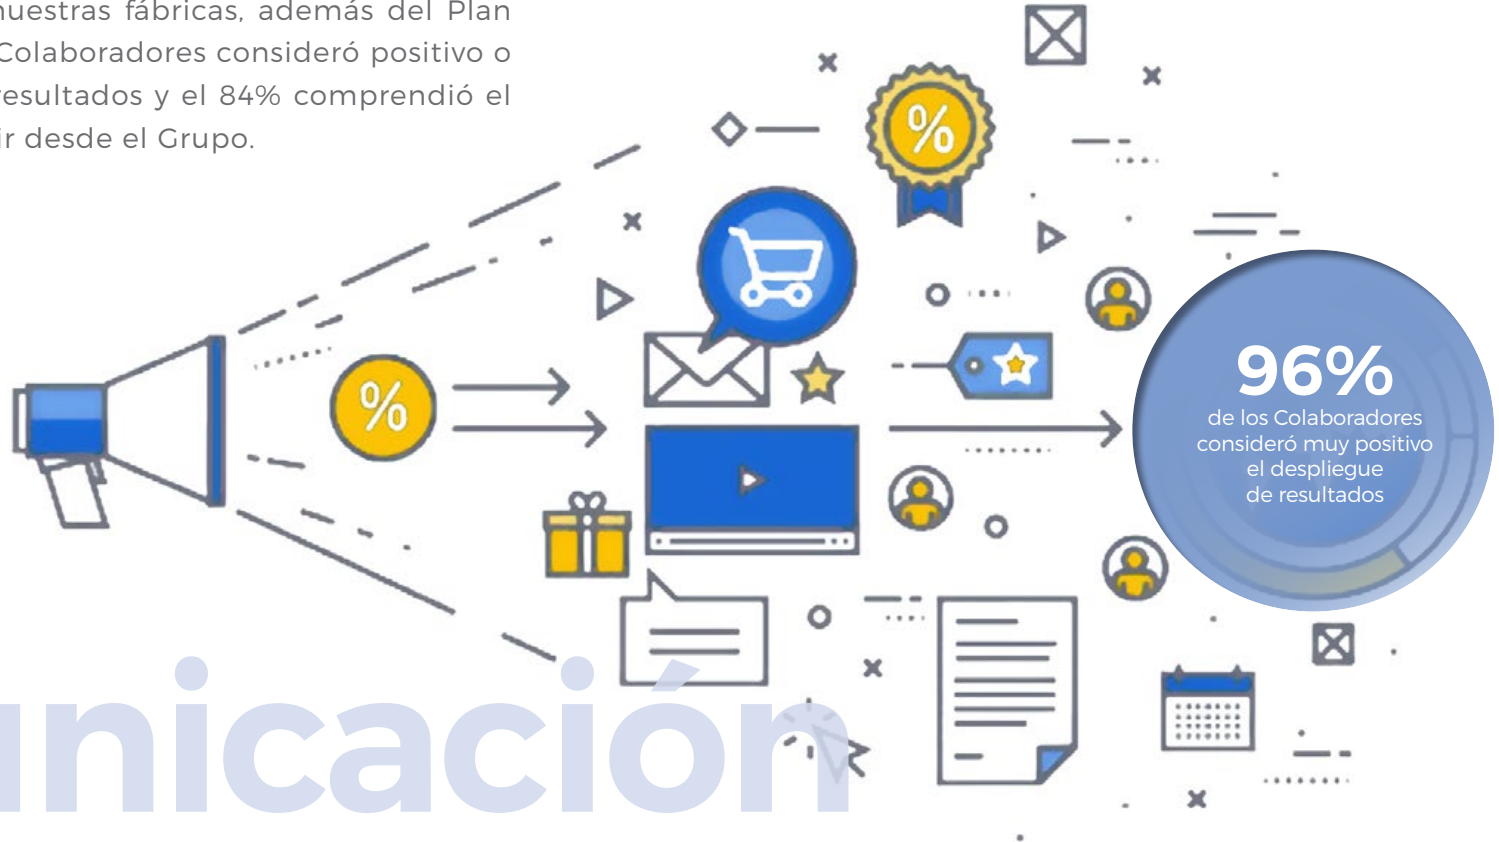 nuestras fábricas, además del Plan
Colaboradores consideró positivo o
resultados y el 84% comprendió el
ir desde el Grupo.
%
%
96%
de los Colaboradores
consideró muy positivo
el despliegue
de resultados
unicación